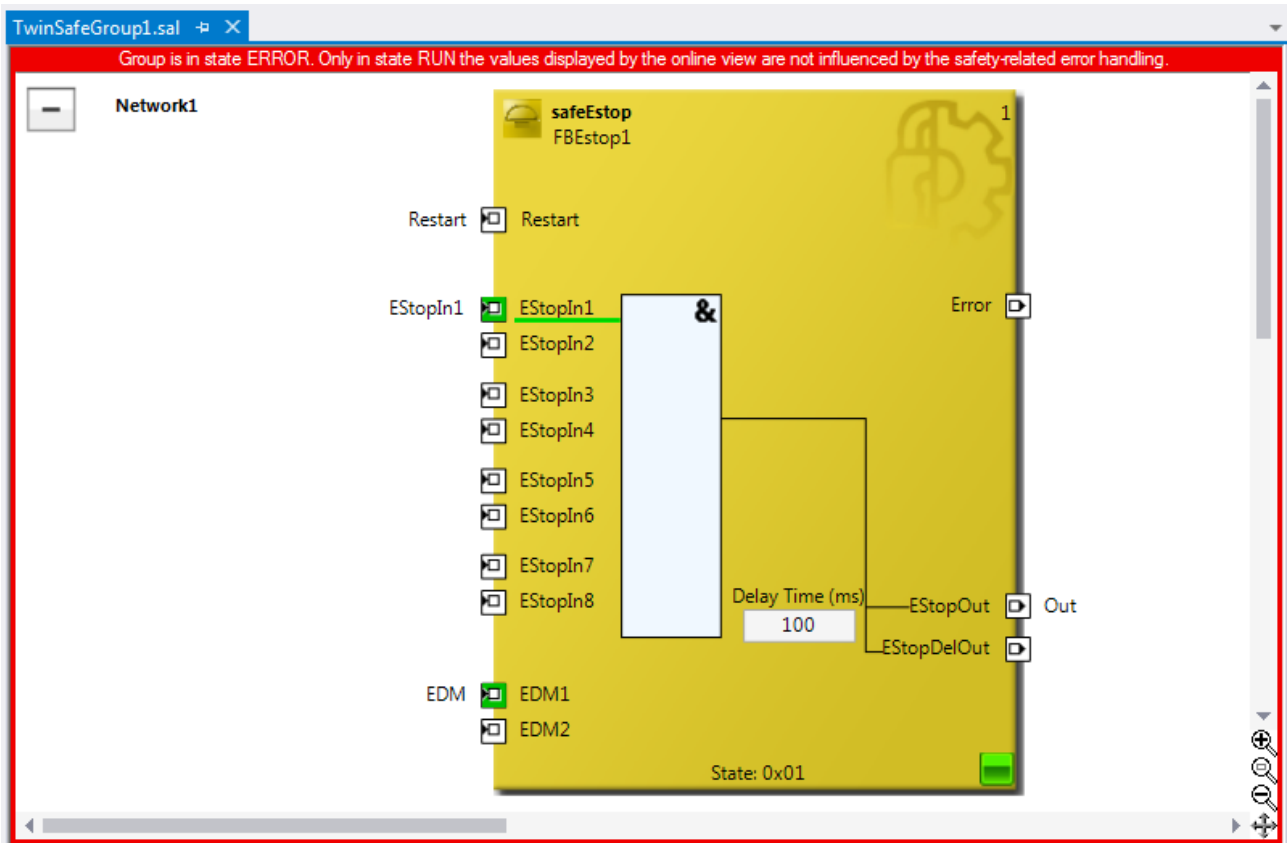 TwinSafeGroup1.sal
Group is in state ERROR. Only in state RUN the values displayed by the online view are not influenced by the safety-related error handling.
Network1
safeEstop
FBEstop1
1
Restart Restart
EStopIn1 EStopIn1 & Error
EStopIn2
EStopIn3
EStopIn4
EStopIn5
EStopIn6
EStopIn7
EStopIn8
Delay Time (ms)
100
EStopOut Out
EStopDelOut
EDM EDM1
EDM2
State: 0x01